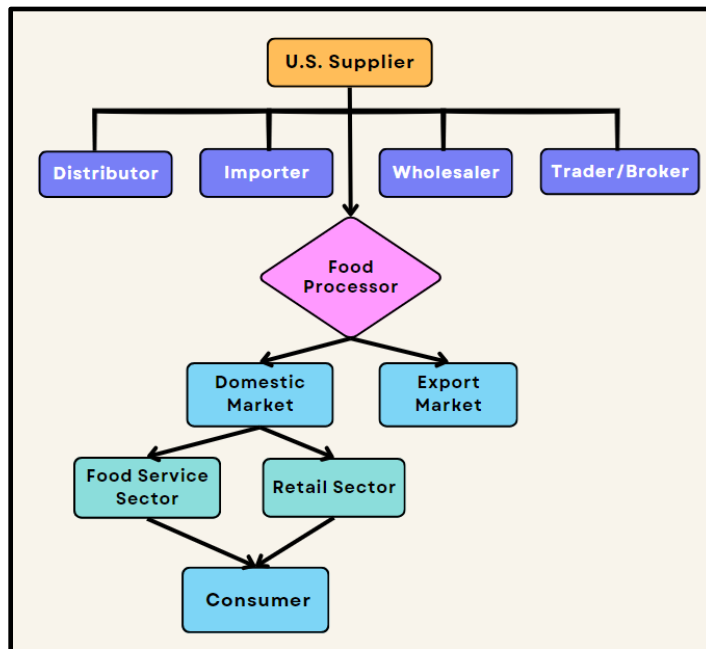 U.S. Supplier
Distributor
Importer
Wholesaler
Trader/Broker
Food
Processor
Domestic
Market
Export
Market
Food Service
Sector
Retail Sector
Consumer